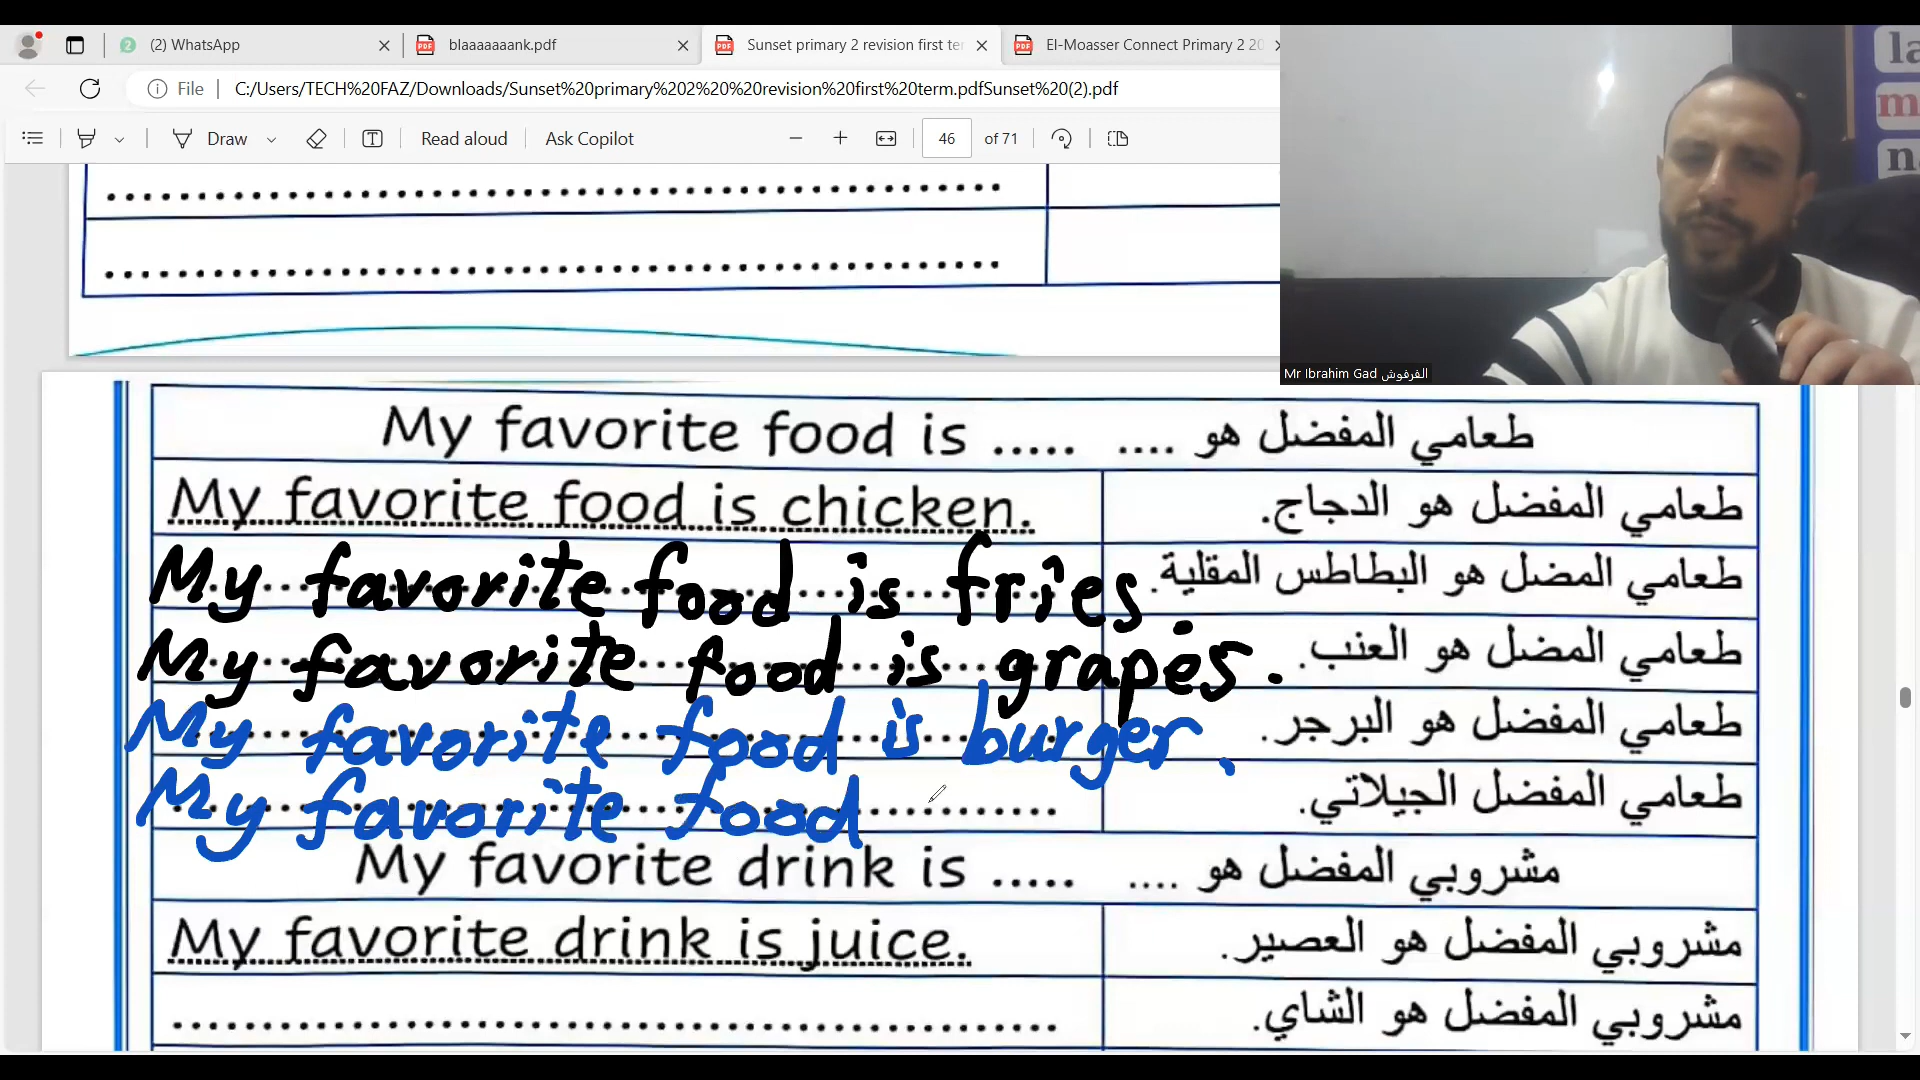 (2) WhatsApp
blaaaaaaank.pdf
Sunset primary 2 revision first te
El-Moasser Connect Primary 2 20
File
C:/Users/TECH%20FAZ/Downloads/Sunset%20primary%202%20%20revision%20first%20term.pdfSunset%20(2).pdf
Draw
Read aloud
Ask Copilot
46 of 71
la
m
n
Mr Ibrahim Gad الفرفوش
My favorite food is ..... .... طعامي المفضل هو
My favorite food is chicken. طعامي المفضل هو الدجاج.
My favorite food is fries. طعامي المضل هو البطاطس المقلية.
My favorite food is grapes. طعامي المضل هو العنب.
My favorite food is burger. طعامي المفضل هو البرجر.
My favorite food طعامي المفضل الجيلاتي.
My favorite drink is ..... .... مشروبي المفضل هو
My favorite drink is juice. مشروبي المفضل هو العصير.
مشروبي المفضل هو الشاي.